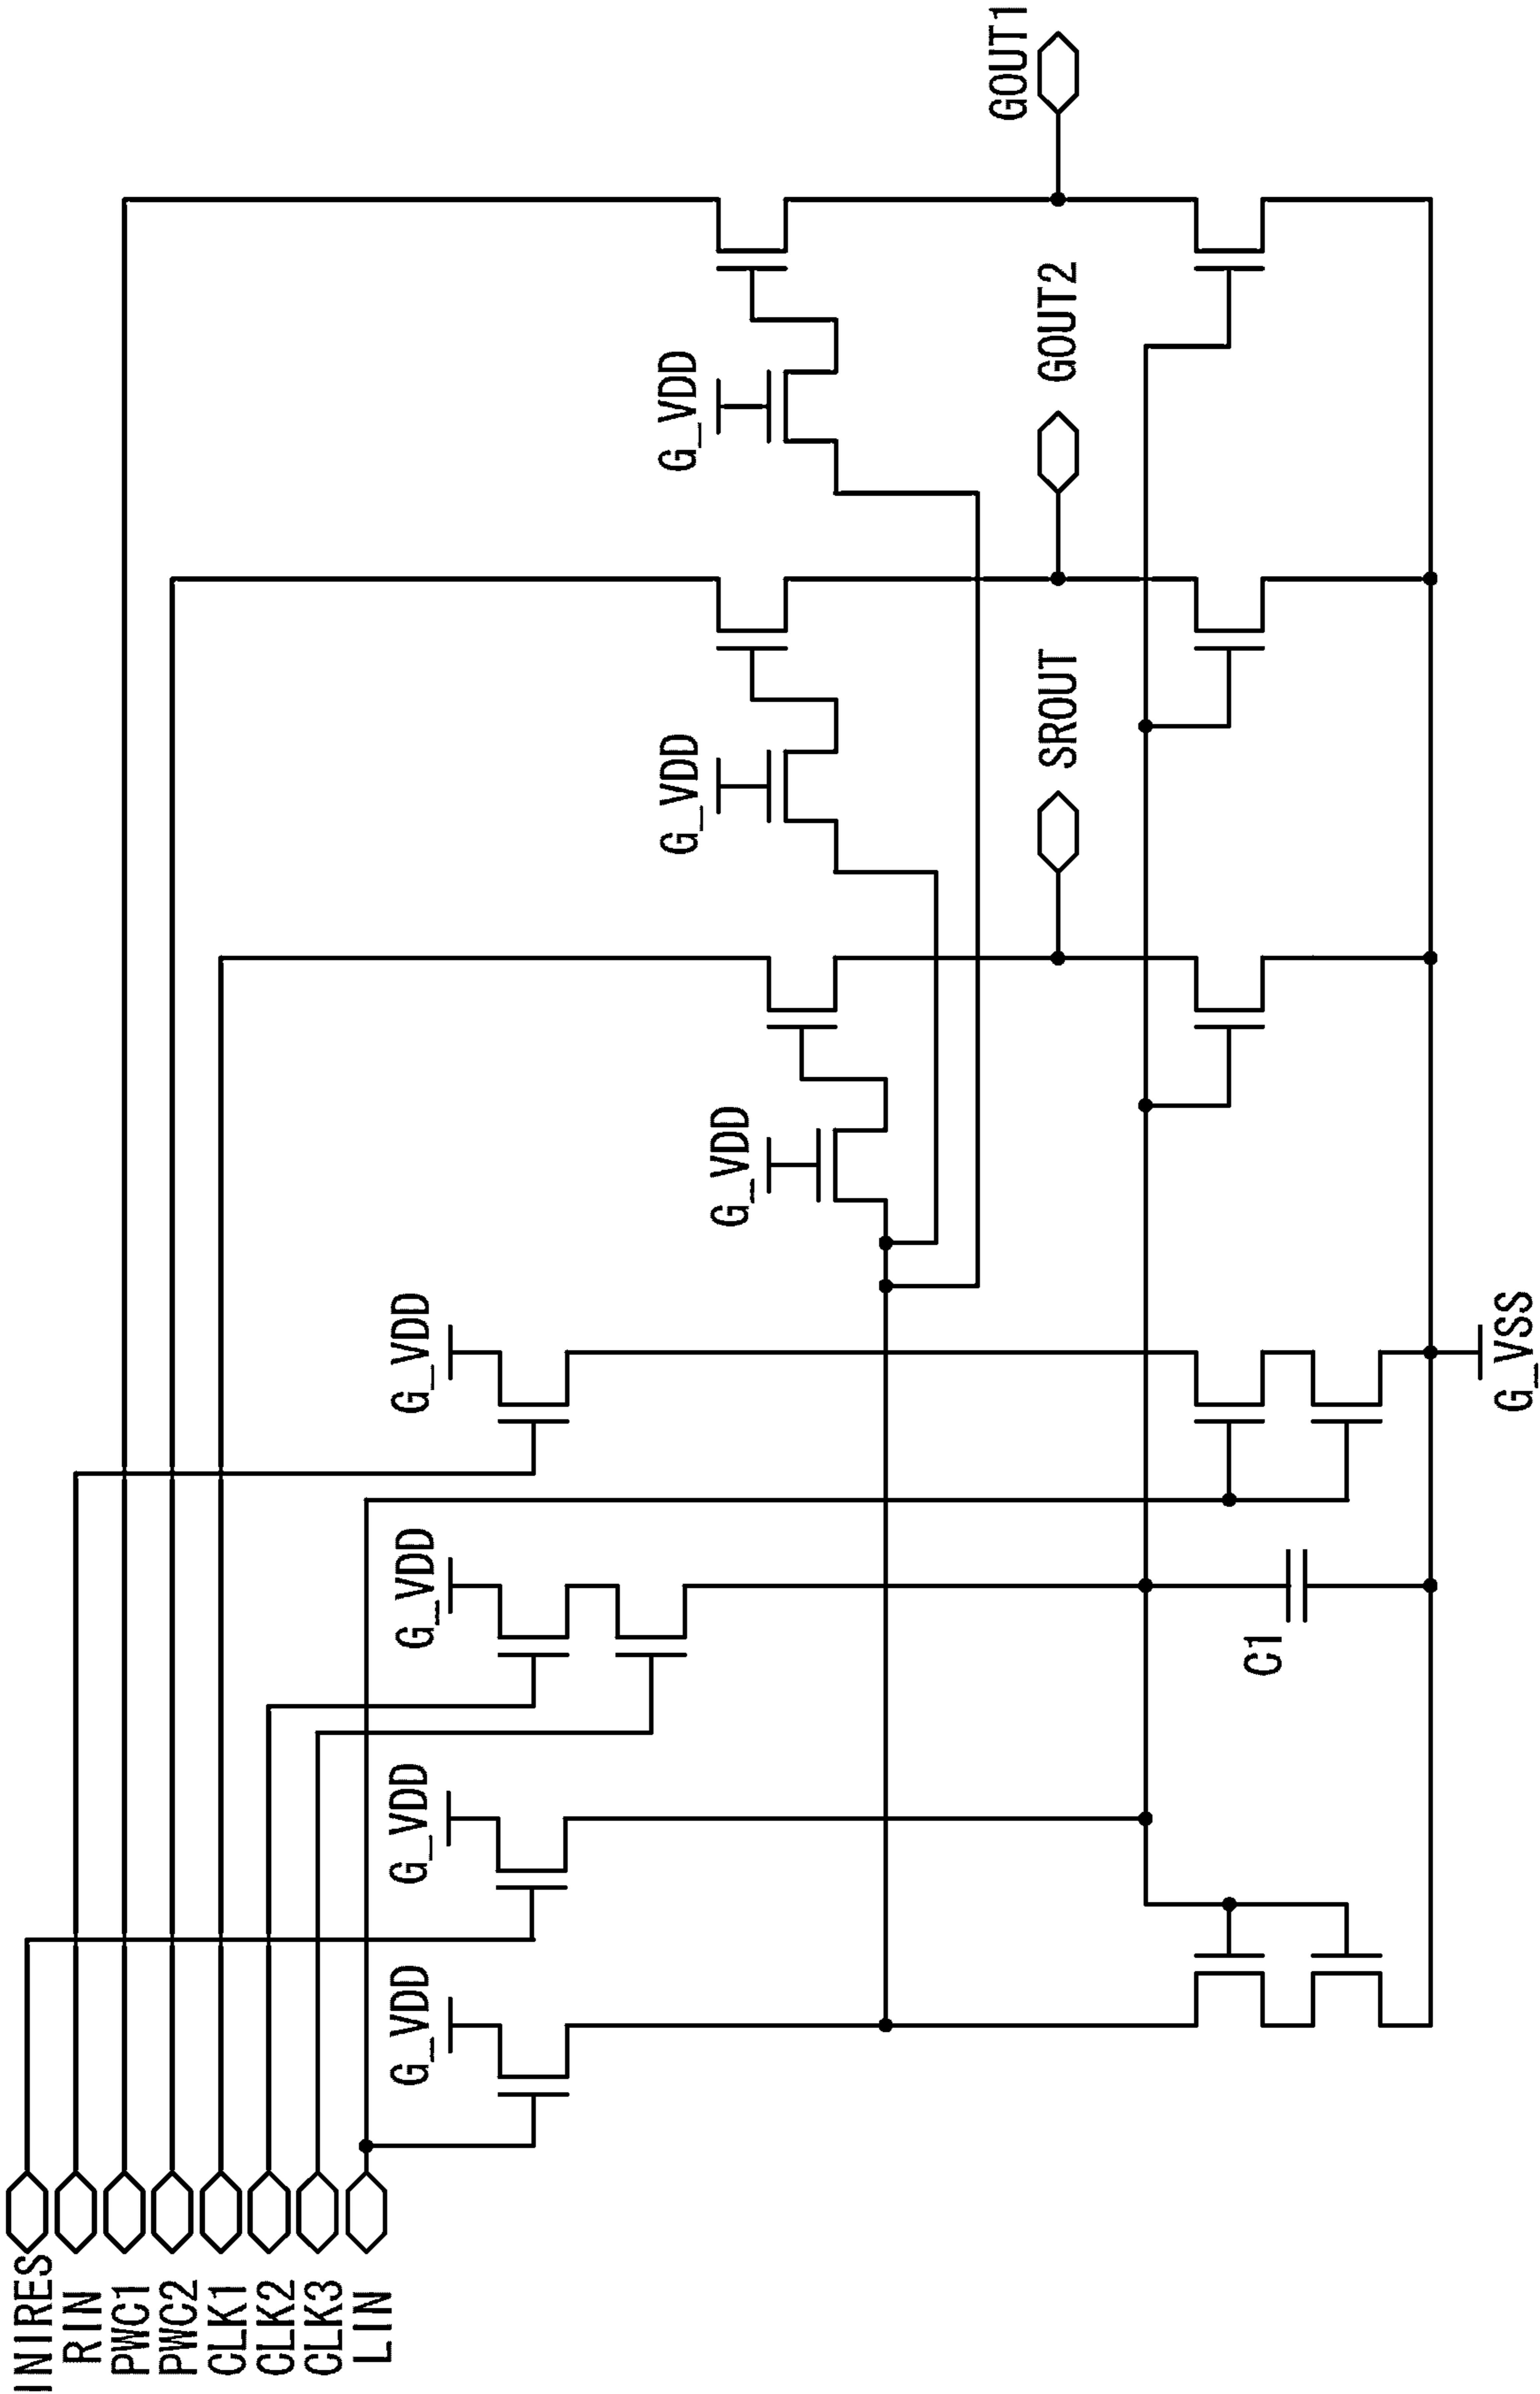 INIRES
RIN
PWC1
PWC2
CLK1
CLK2
CLK3
LIN
G_VDD
G_VDD
G_VDD
G_VDD
G_VDD
G_VDD
G_VDD
C1
G_VSS
SROUT
GOUT2
GOUT1